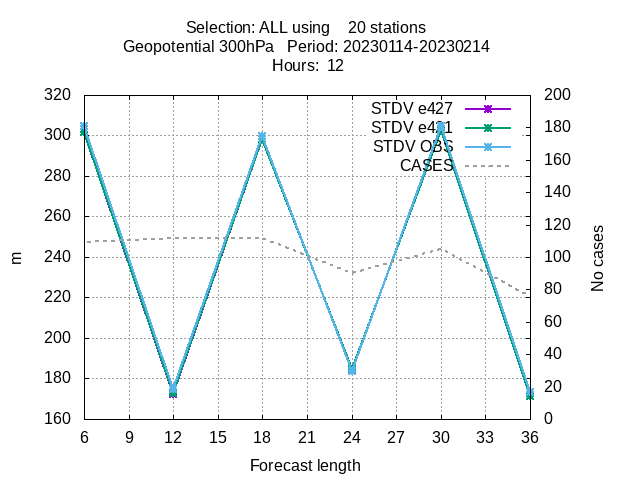 Selection: ALL using 20 stations
Geopotential 300hPa Period: 20230114-20230214
Hours: 12
320
300
280
260
240
220
200
180
160
200
180
160
140
120
100
80
60
40
20
0
STDV e427
STDV e431
STDV OBS
CASES
m
No cases
6 9 12 15 18 21 24 27 30 33 36
Forecast length